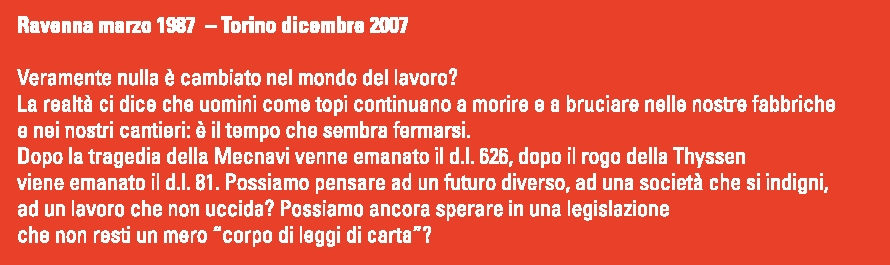 Ravenna marzo 1987 – Torino dicembre 2007
Veramente nulla è cambiato nel mondo del lavoro?
La realtà ci dice che uomini come topi continuano a morire e a bruciare nelle nostre fabbriche
e nei nostri cantieri: è il tempo che sembra fermarsi.
Dopo la tragedia della Mecnavi venne emanato il d.l. 626, dopo il rogo della Thyssen
viene emanato il d.l. 81. Possiamo pensare ad un futuro diverso, ad una società che si indigni,
ad un lavoro che non uccida? Possiamo ancora sperare in una legislazione
che non resti un mero “corpo di leggi di carta”?